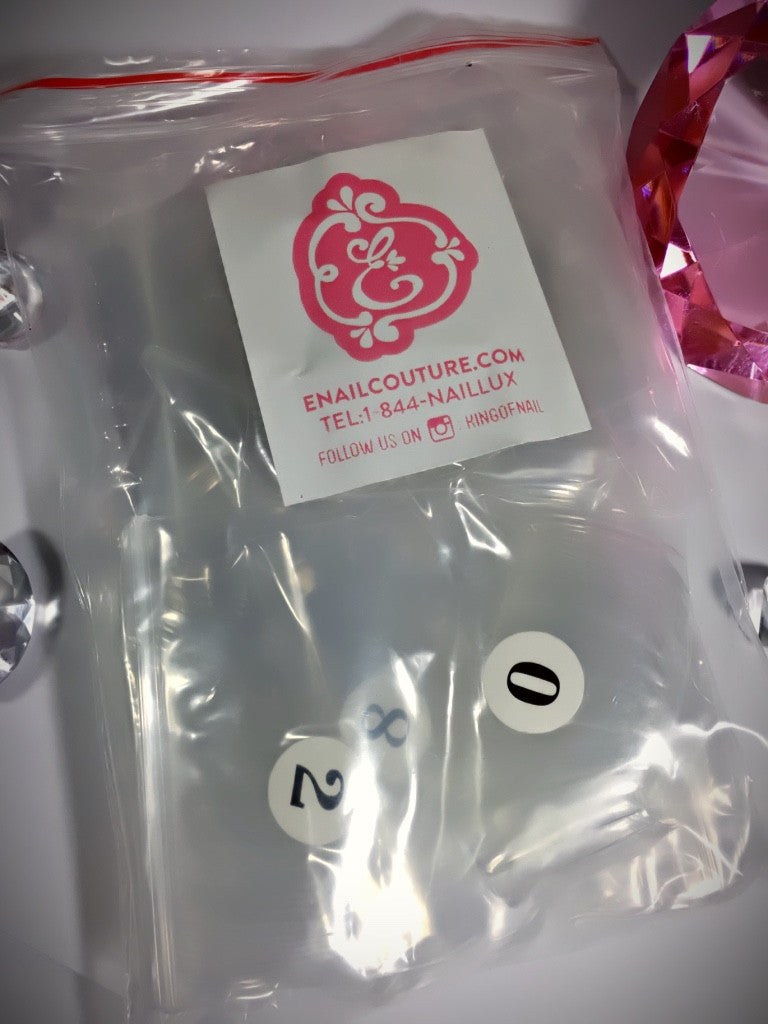 E
ENAILCOUTURE.COM
TEL:1-844-NAILLUX
FOLLOW US ON KINGOFNAIL
0
8
2